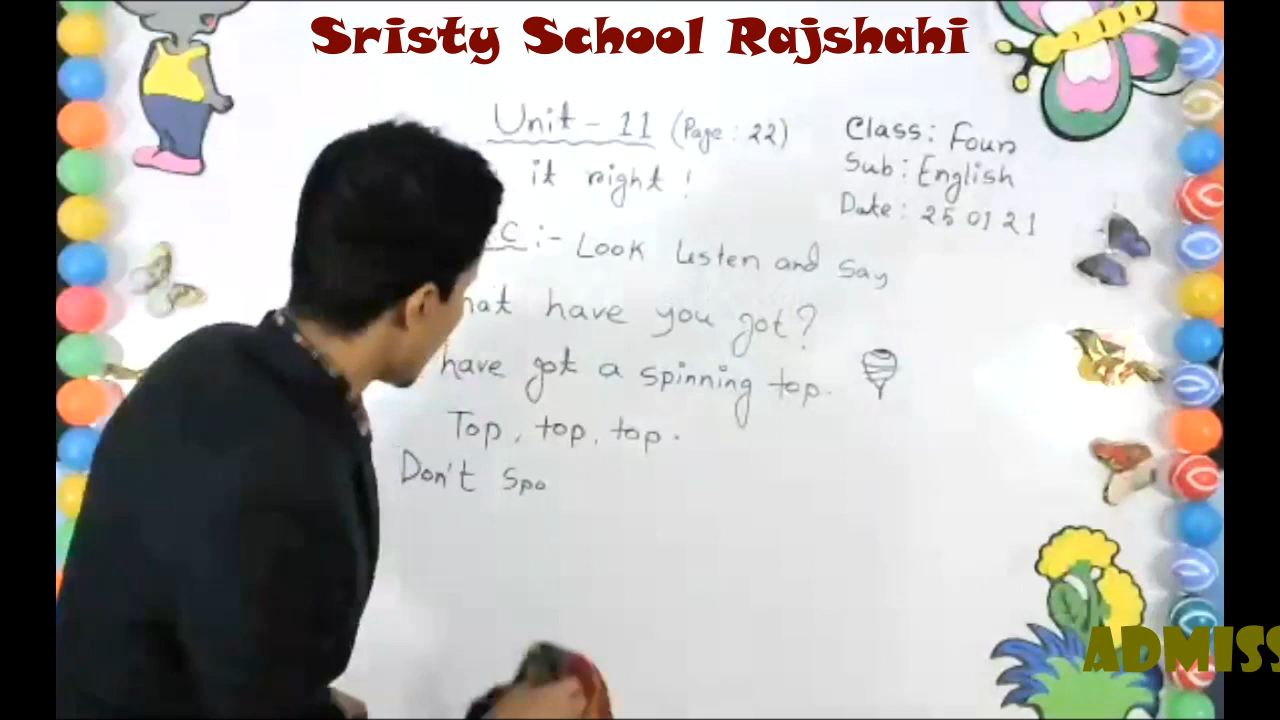 Sristy School Rajshahi
Unit - 11 (Page: 22)
it right!
C :- Look Listen and Say
hat have you got?
have got a spinning top.
Top, top, top.
Don't Spo
Class: Four
Sub: English
Date: 25 01 21
ADMISS